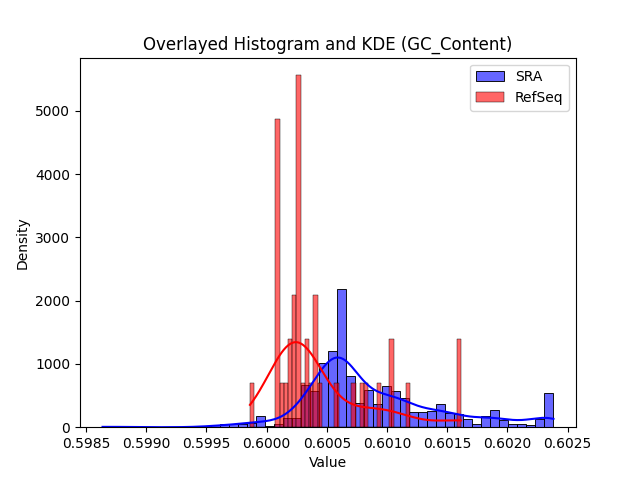 Overlayed Histogram and KDE (GC_Content)
SRA
RefSeq
Density
5000
4000
3000
2000
1000
0
0.5985 0.5990 0.5995 0.6000 0.6005 0.6010 0.6015 0.6020 0.6025
Value